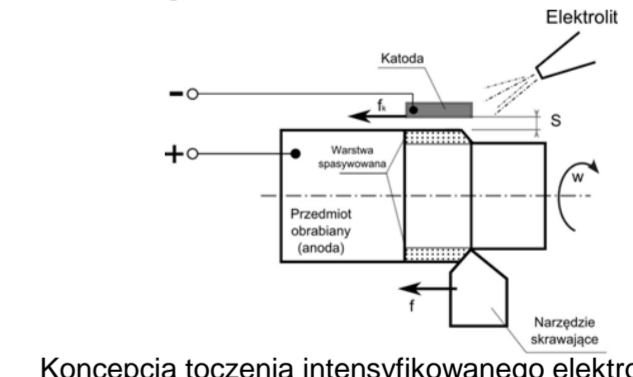 Elektrolit
Katoda
−
fk
S
+
Warstwa
spasywowana
w
Przedmiot
obrabiany
(anoda)
f
Narzędzie
skrawające
Koncepcja toczenia intensyfikowanego elektro